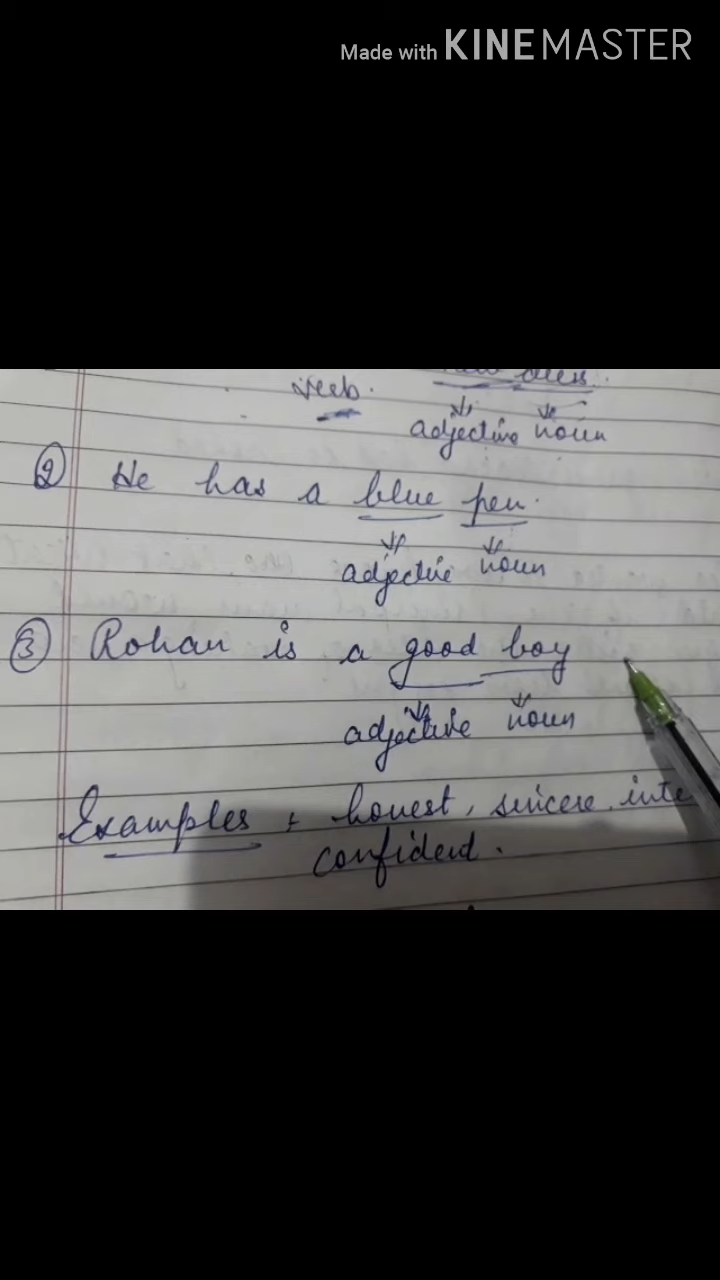 Made with KINEMASTER
verb.
adjective noun
② He has a blue pen.
adjective noun
③ Rohan is a good boy
adjective noun
Examples : honest, sincere,
confident.